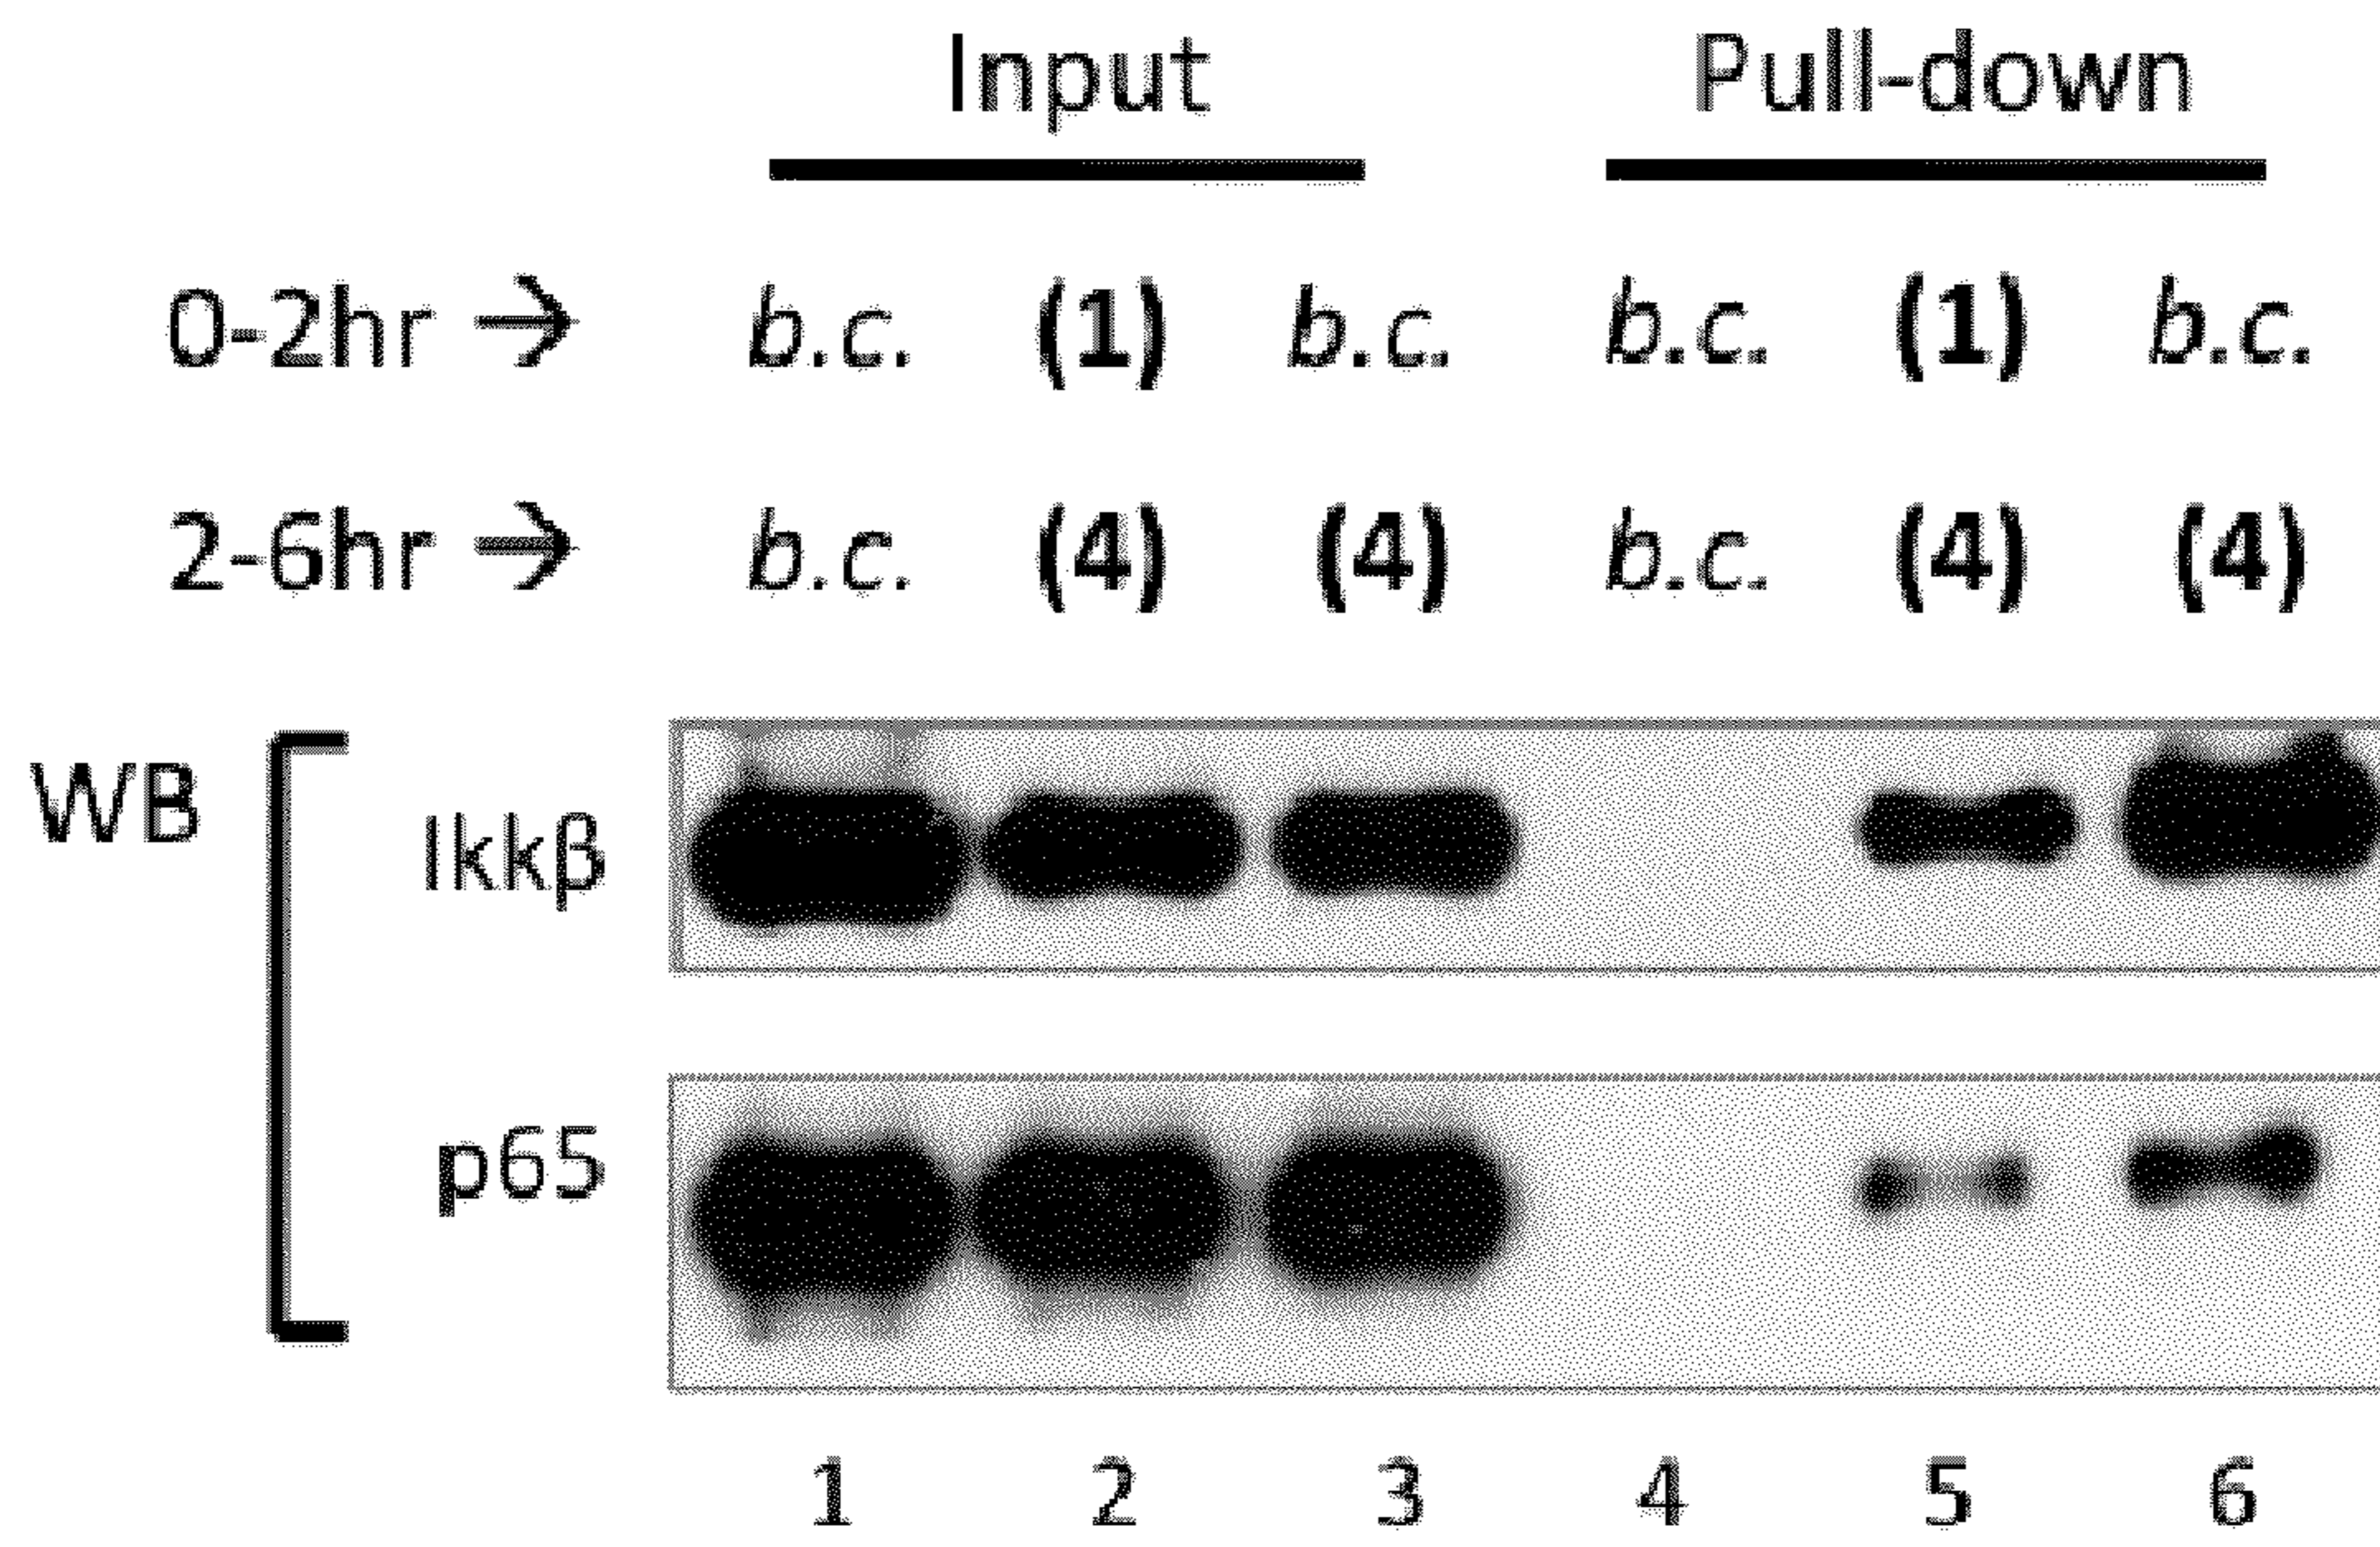 Input Pull-down
0-2hr → b.c. (1) b.c. b.c. (1) b.c.
2-6hr → b.c. (4) (4) b.c. (4) (4)
WB
Ikkβ
p65
1 2 3 4 5 6